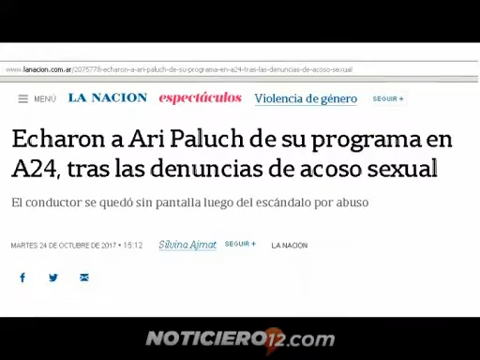 www.lanacion.com.ar/2075778-echaron-a-ari-paluch-de-su-programa-en-a24-tras-las-denuncias-de-acoso-sexual
MENÚ LA NACION espectáculos Violencia de género SEGUIR +
Echaron a Ari Paluch de su programa en
A24, tras las denuncias de acoso sexual
El conductor se quedó sin pantalla luego del escándalo por abuso
MARTES 24 DE OCTUBRE DE 2017 • 15:12 Silvina Ajmat SEGUIR + LA NACIÓN
NOTICIERO12.com